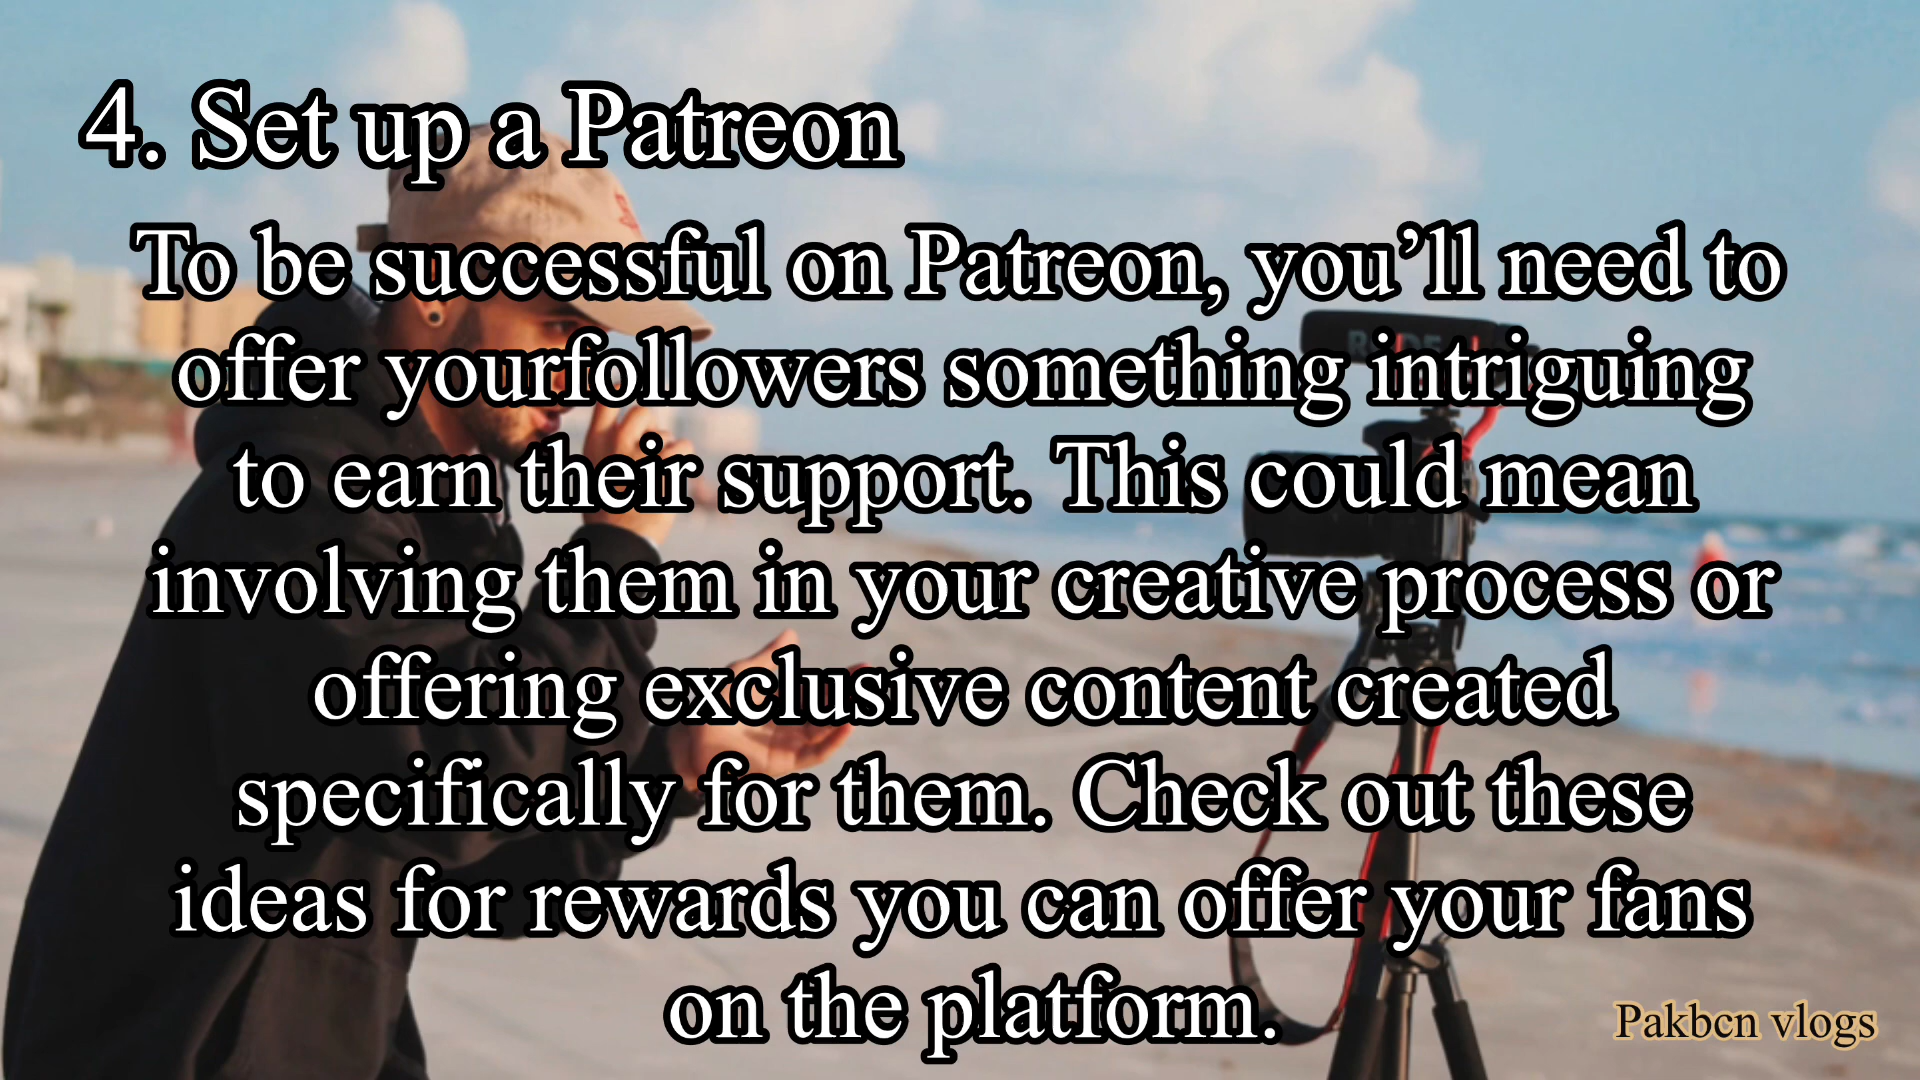 4. Set up a Patreon
To be successful on Patreon, you’ll need to
offer yourfollowers something intriguing
to earn their support. This could mean
involving them in your creative process or
offering exclusive content created
specifically for them. Check out these
ideas for rewards you can offer your fans
on the platform.
Pakbcn vlogs